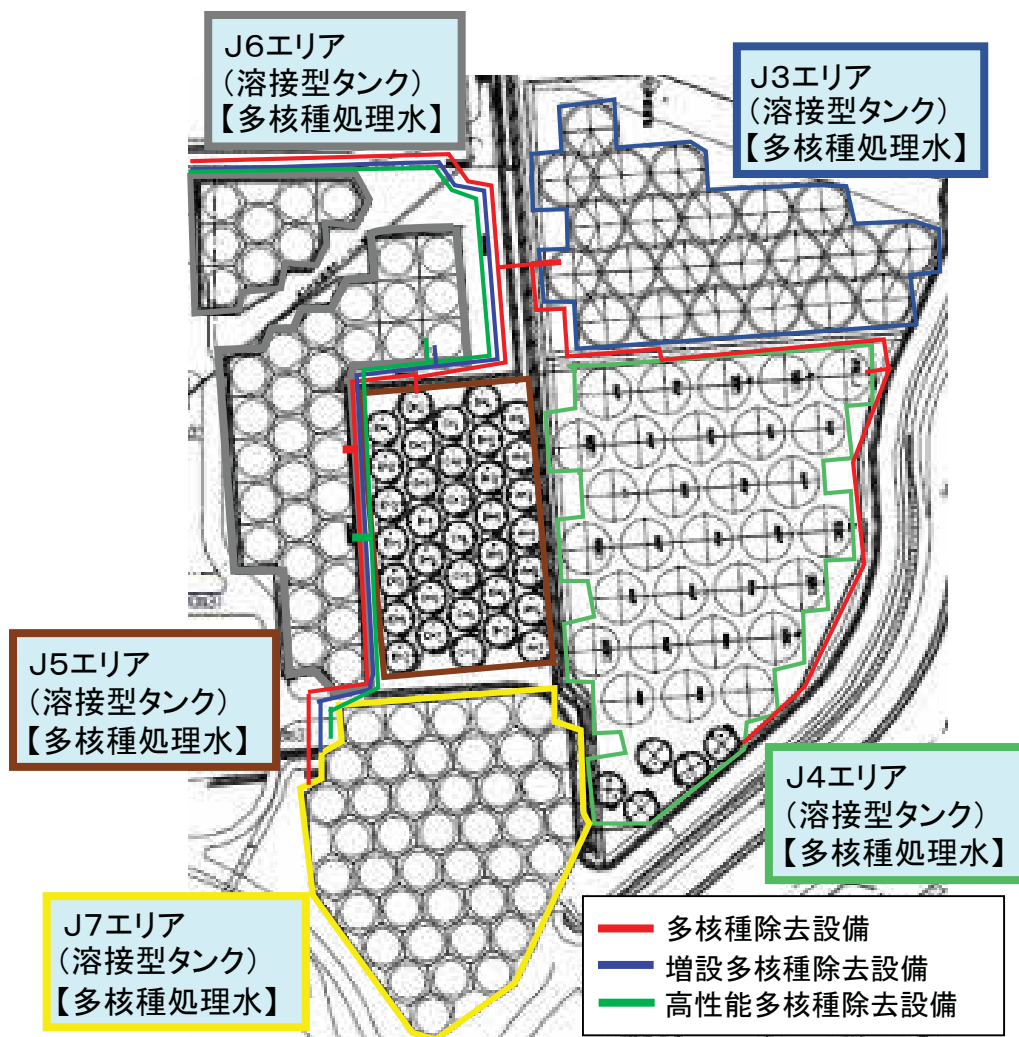 J6エリア
(溶接型タンク)
【多核種処理水】
J3エリア
(溶接型タンク)
【多核種処理水】
J5エリア
(溶接型タンク)
【多核種処理水】
J4エリア
(溶接型タンク)
【多核種処理水】
J7エリア
(溶接型タンク)
【多核種処理水】
多核種除去設備
増設多核種除去設備
高性能多核種除去設備